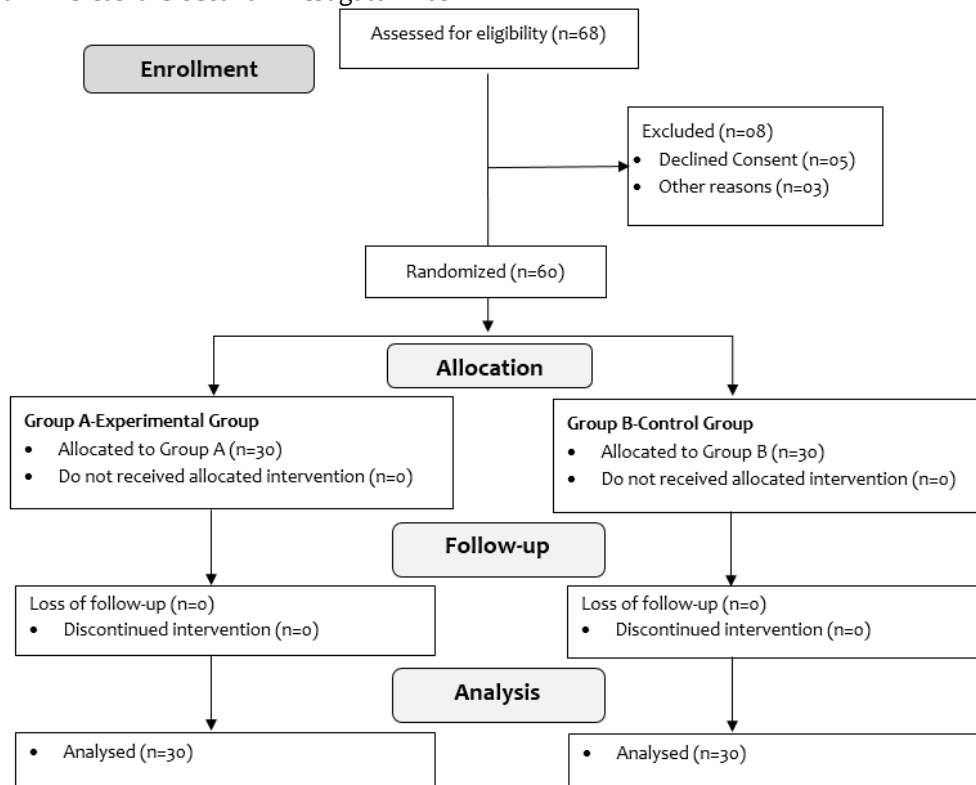 Assessed for eligibility (n=68)
Enrollment
Excluded (n=08)
• Declined Consent (n=05)
• Other reasons (n=03)
Randomized (n=60)
Allocation
Group A-Experimental Group
• Allocated to Group A (n=30)
• Do not received allocated intervention (n=0)
Group B-Control Group
• Allocated to Group B (n=30)
• Do not received allocated intervention (n=0)
Follow-up
Loss of follow-up (n=0)
• Discontinued intervention (n=0)
Loss of follow-up (n=0)
• Discontinued intervention (n=0)
Analysis
• Analysed (n=30)
• Analysed (n=30)